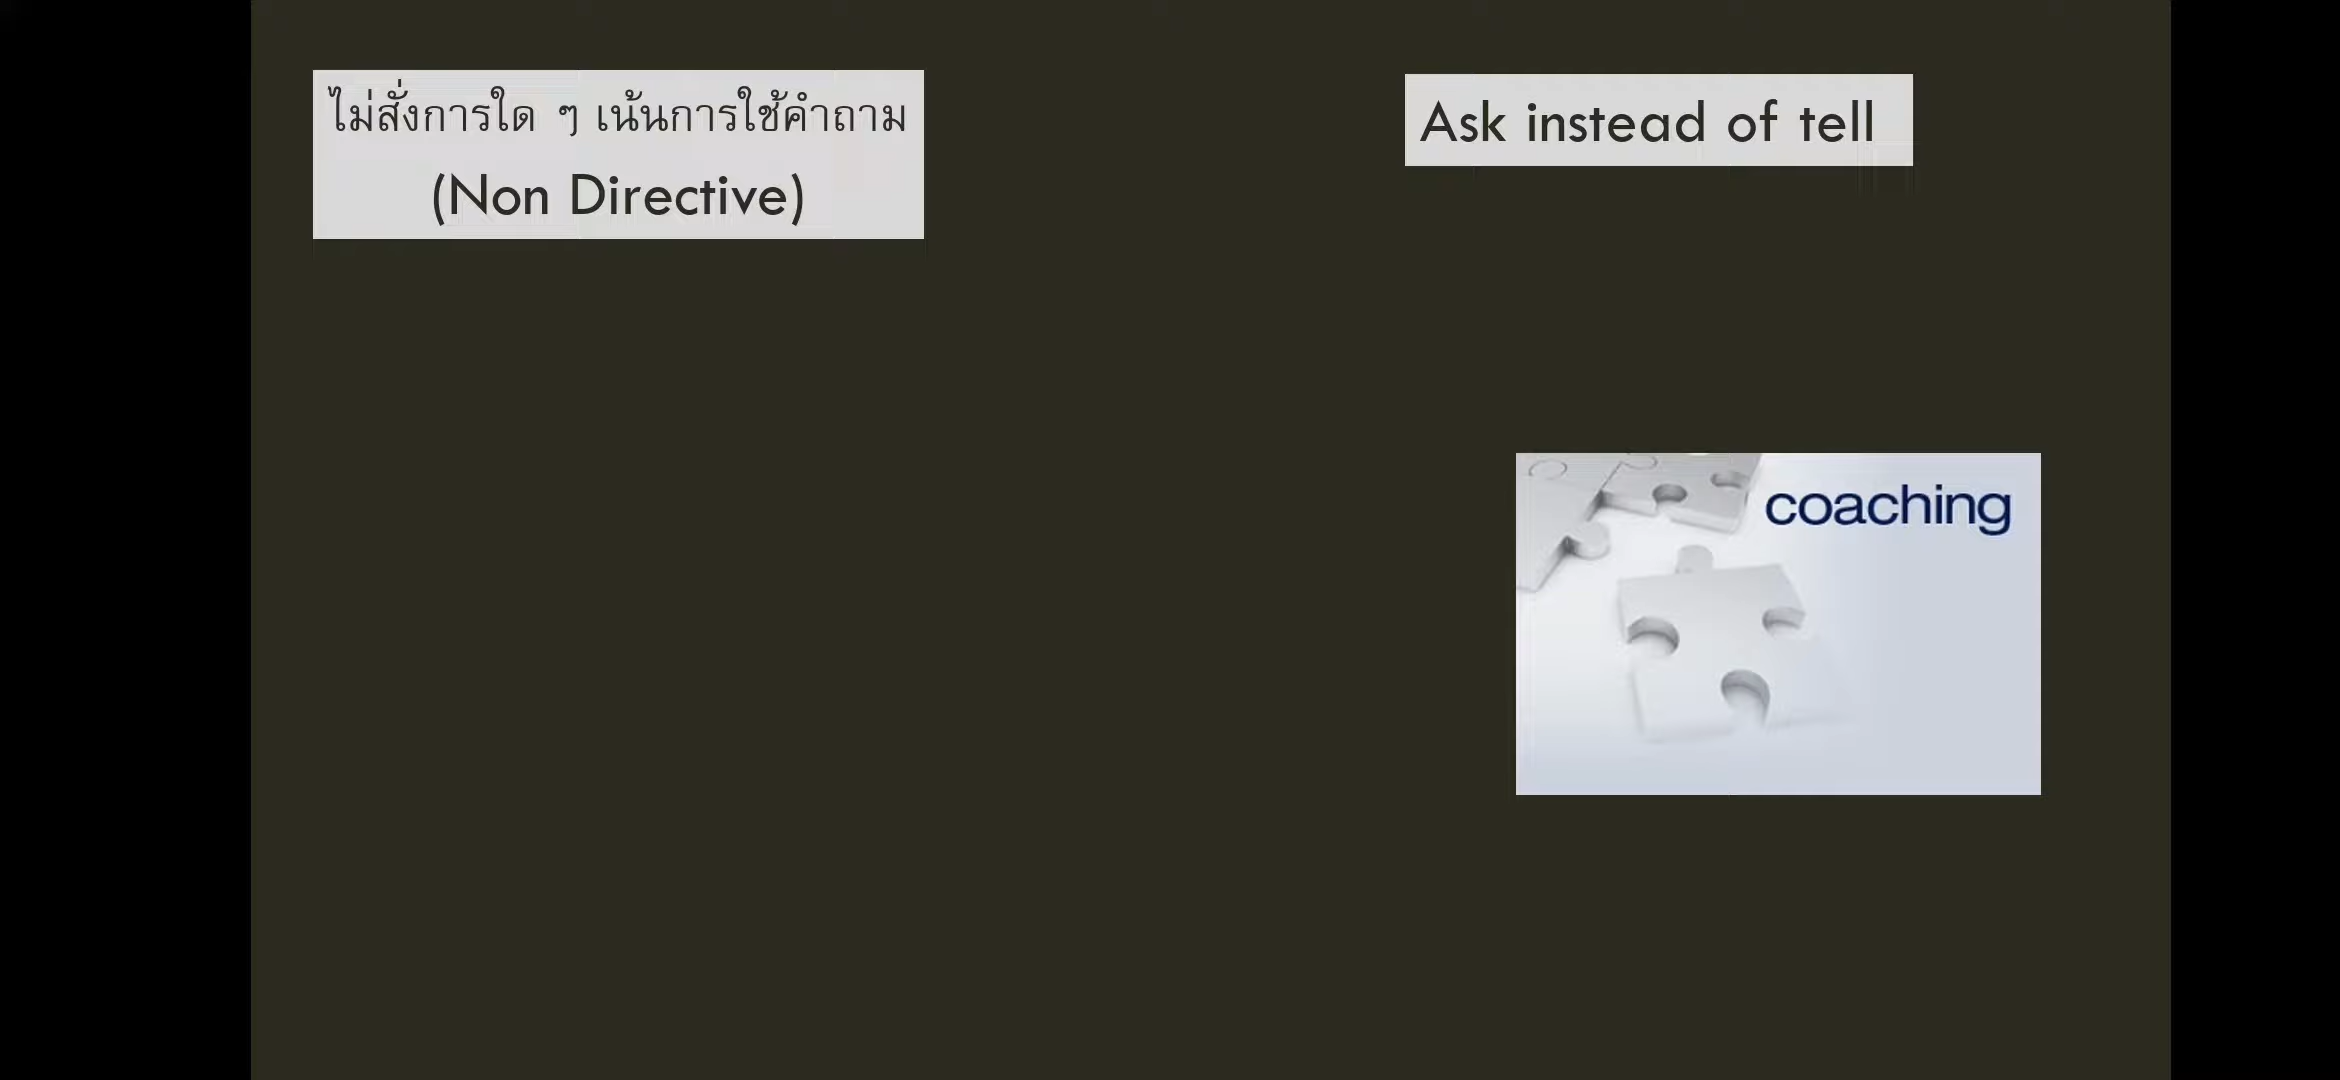 ไม่สั่งการใด ๆ เน้นการใช้คำถาม
(Non Directive)
Ask instead of tell
coaching